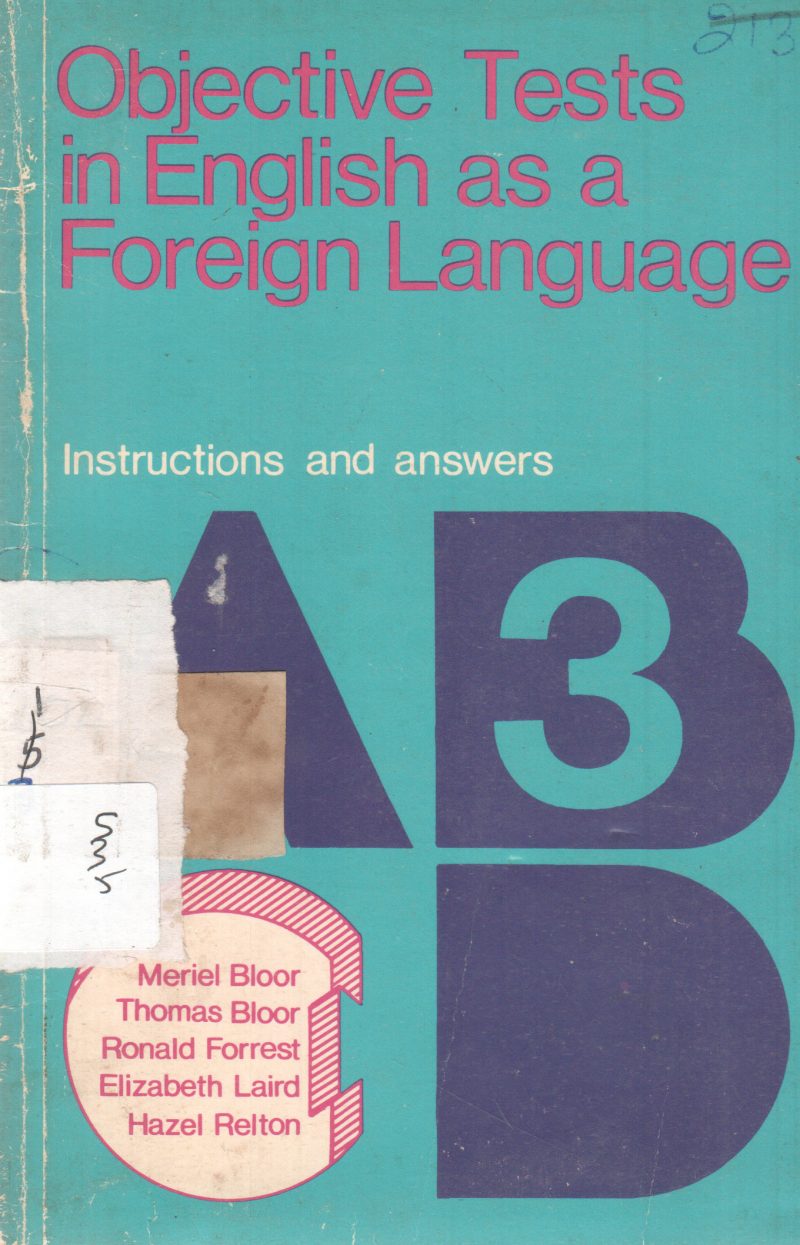 213
Objective Tests
in English as a
Foreign Language
Instructions and answers
A B
3
C D
Meriel Bloor
Thomas Bloor
Ronald Forrest
Elizabeth Laird
Hazel Relton